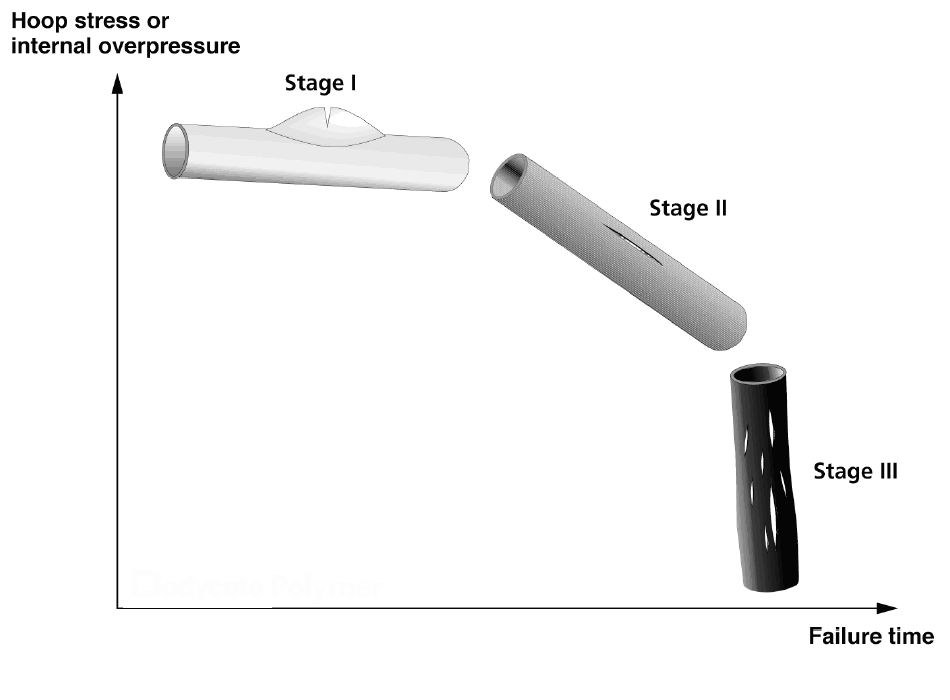 Hoop stress or
internal overpressure
Stage I
Stage II
Stage III
Failure time